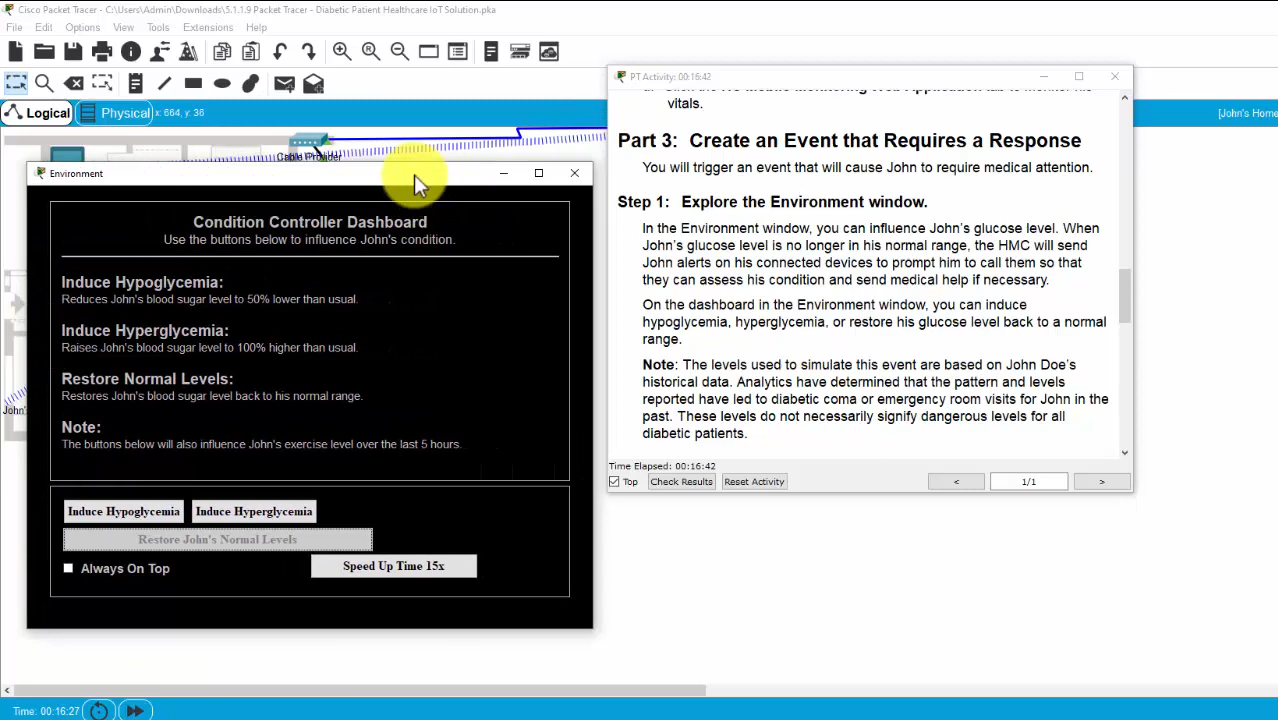 Cisco Packet Tracer - C:\Users\Admin\Downloads\5.1.1.9 Packet Tracer - Diabetic Patient Healthcare IoT Solution.pka
File Edit Options View Tools Extensions Help
Logical Physical x: 664, y: 36
[John's Home
Cable Provider
John's
Environment
Condition Controller Dashboard
Use the buttons below to influence John's condition.
Induce Hypoglycemia:
Reduces John's blood sugar level to 50% lower than usual.
Induce Hyperglycemia:
Raises John's blood sugar level to 100% higher than usual.
Restore Normal Levels:
Restores John's blood sugar level back to his normal range.
Note:
The buttons below will also influence John's exercise level over the last 5 hours.
Induce Hypoglycemia Induce Hyperglycemia
Restore John's Normal Levels
Always On Top Speed Up Time 15x
PT Activity: 00:16:42
vitals.
Part 3: Create an Event that Requires a Response
You will trigger an event that will cause John to require medical attention.
Step 1: Explore the Environment window.
In the Environment window, you can influence John's glucose level. When
John's glucose level is no longer in his normal range, the HMC will send
John alerts on his connected devices to prompt him to call them so that
they can assess his condition and send medical help if necessary.
On the dashboard in the Environment window, you can induce
hypoglycemia, hyperglycemia, or restore his glucose level back to a normal
range.
Note: The levels used to simulate this event are based on John Doe's
historical data. Analytics have determined that the pattern and levels
reported have led to diabetic coma or emergency room visits for John in the
past. These levels do not necessarily signify dangerous levels for all
diabetic patients.
Time Elapsed: 00:16:42
Top Check Results Reset Activity < 1/1 >
Time: 00:16:27